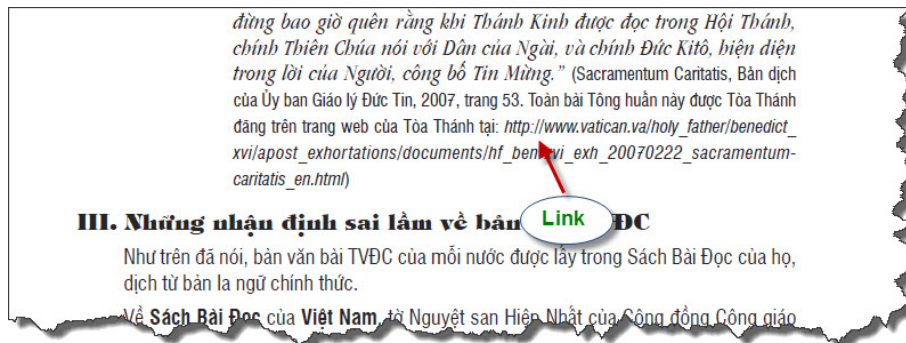 đừng bao giờ quên rằng khi Thánh Kinh được đọc trong Hội Thánh,
chính Thiên Chúa nói với Dân của Ngài, và chính Đức Kitô, hiện diện
trong lời của Người, công bố Tin Mừng.” (Sacramentum Caritatis, Bản dịch
của Ủy ban Giáo lý Đức Tin, 2007, trang 53. Toàn bài Tông huấn này được Tòa Thánh
đăng trên trang web của Tòa Thánh tại: http://www.vatican.va/holy_father/benedict_
xvi/apost_exhortations/documents/hf_ben-xvi_exh_20070222_sacramentum-
caritatis_en.html)
III. Những nhận định sai lầm về bản ĐC
Link
Như trên đã nói, bản văn bài TVĐC của mỗi nước được lấy trong Sách Bài Đọc của họ,
dịch từ bản la ngữ chính thức.
Về Sách Bài Đọc của Việt Nam, tờ Nguyệt san Hiệp Nhất của Cộng đồng Công giáo